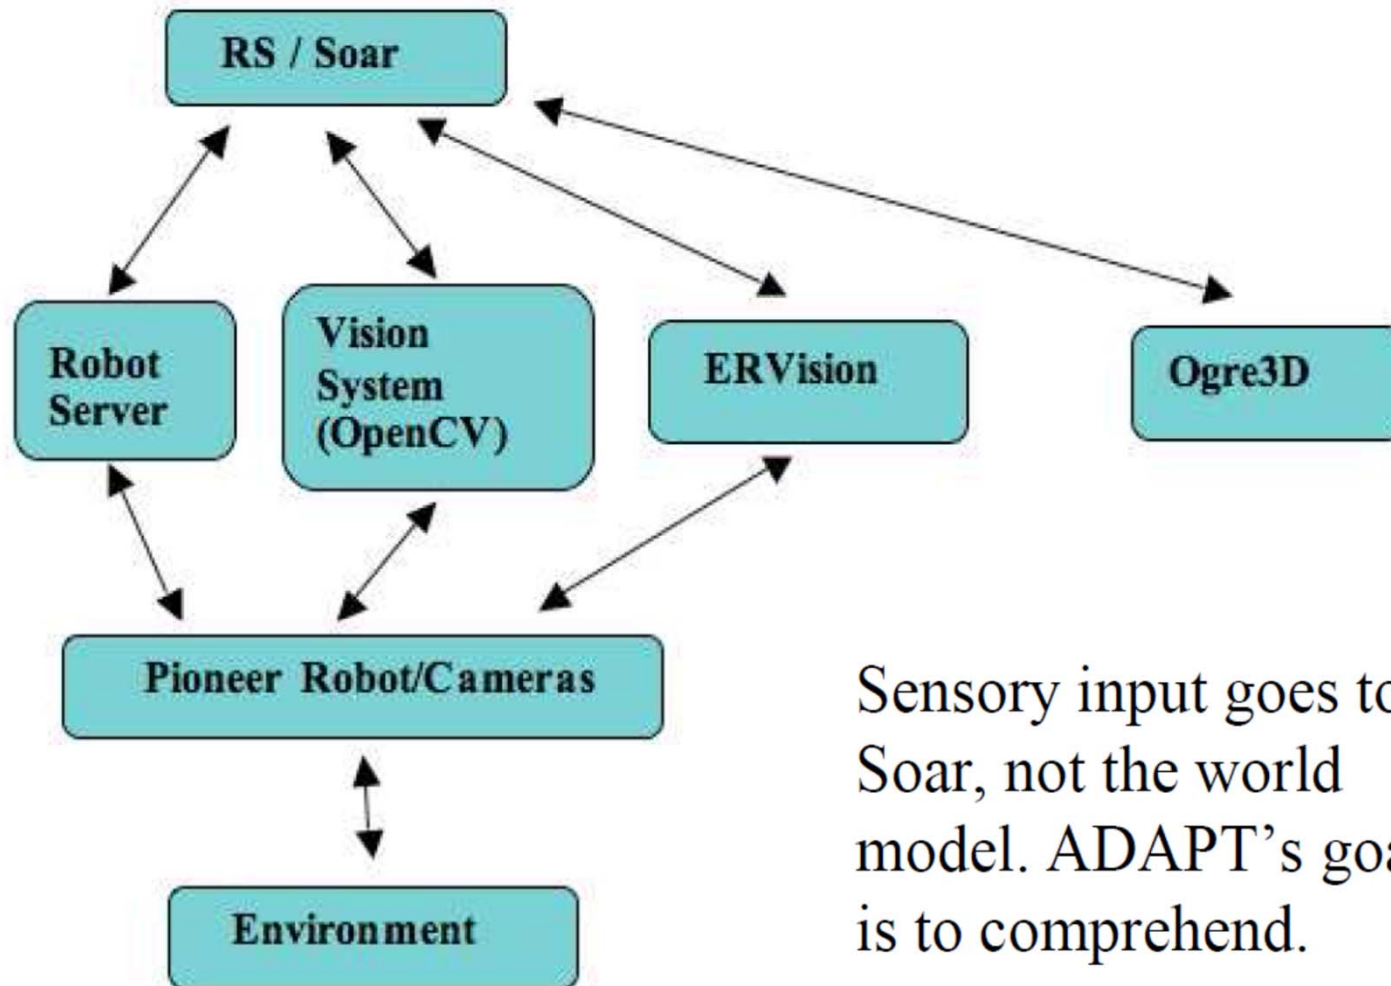 RS / Soar
Robot
Server
Vision
System
(OpenCV)
ERVision
Ogre3D
Pioneer Robot/Cameras
Environment
Sensory input goes to
Soar, not the world
model. ADAPT's goa
is to comprehend.